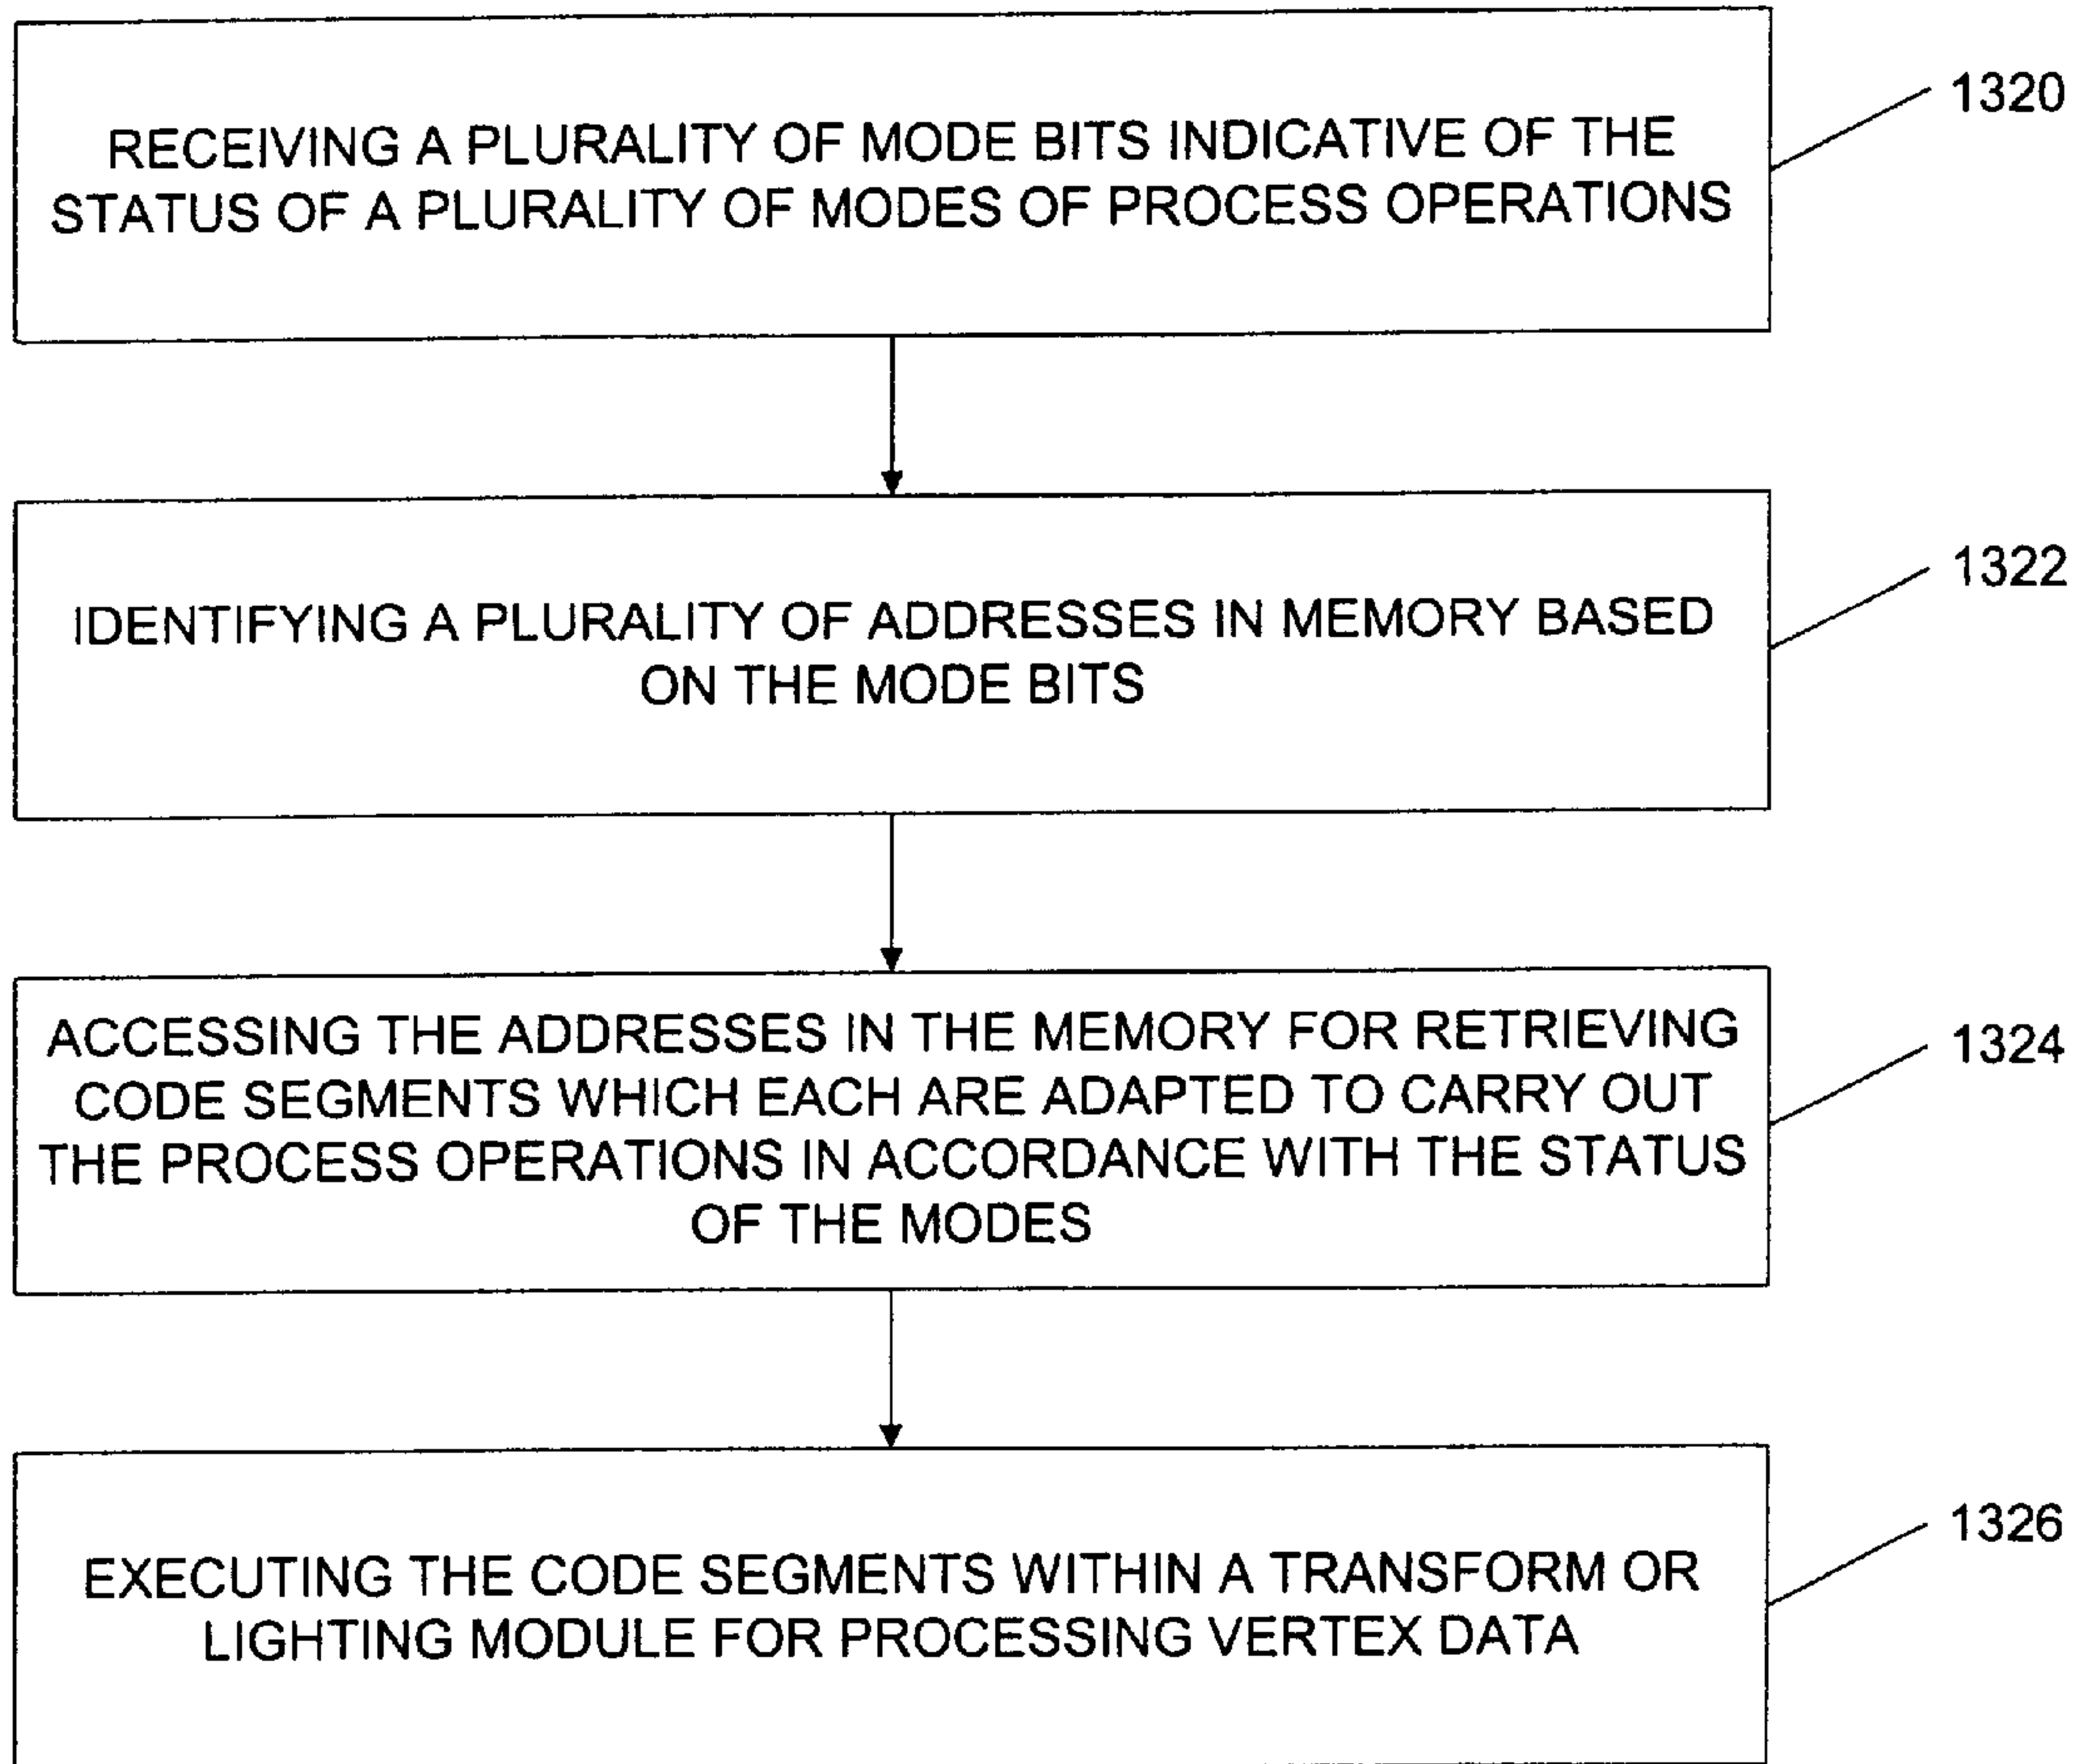 RECEIVING A PLURALITY OF MODE BITS INDICATIVE OF THE
STATUS OF A PLURALITY OF MODES OF PROCESS OPERATIONS
1320
IDENTIFYING A PLURALITY OF ADDRESSES IN MEMORY BASED
ON THE MODE BITS
1322
ACCESSING THE ADDRESSES IN THE MEMORY FOR RETRIEVING
CODE SEGMENTS WHICH EACH ARE ADAPTED TO CARRY OUT
THE PROCESS OPERATIONS IN ACCORDANCE WITH THE STATUS
OF THE MODES
1324
EXECUTING THE CODE SEGMENTS WITHIN A TRANSFORM OR
LIGHTING MODULE FOR PROCESSING VERTEX DATA
1326